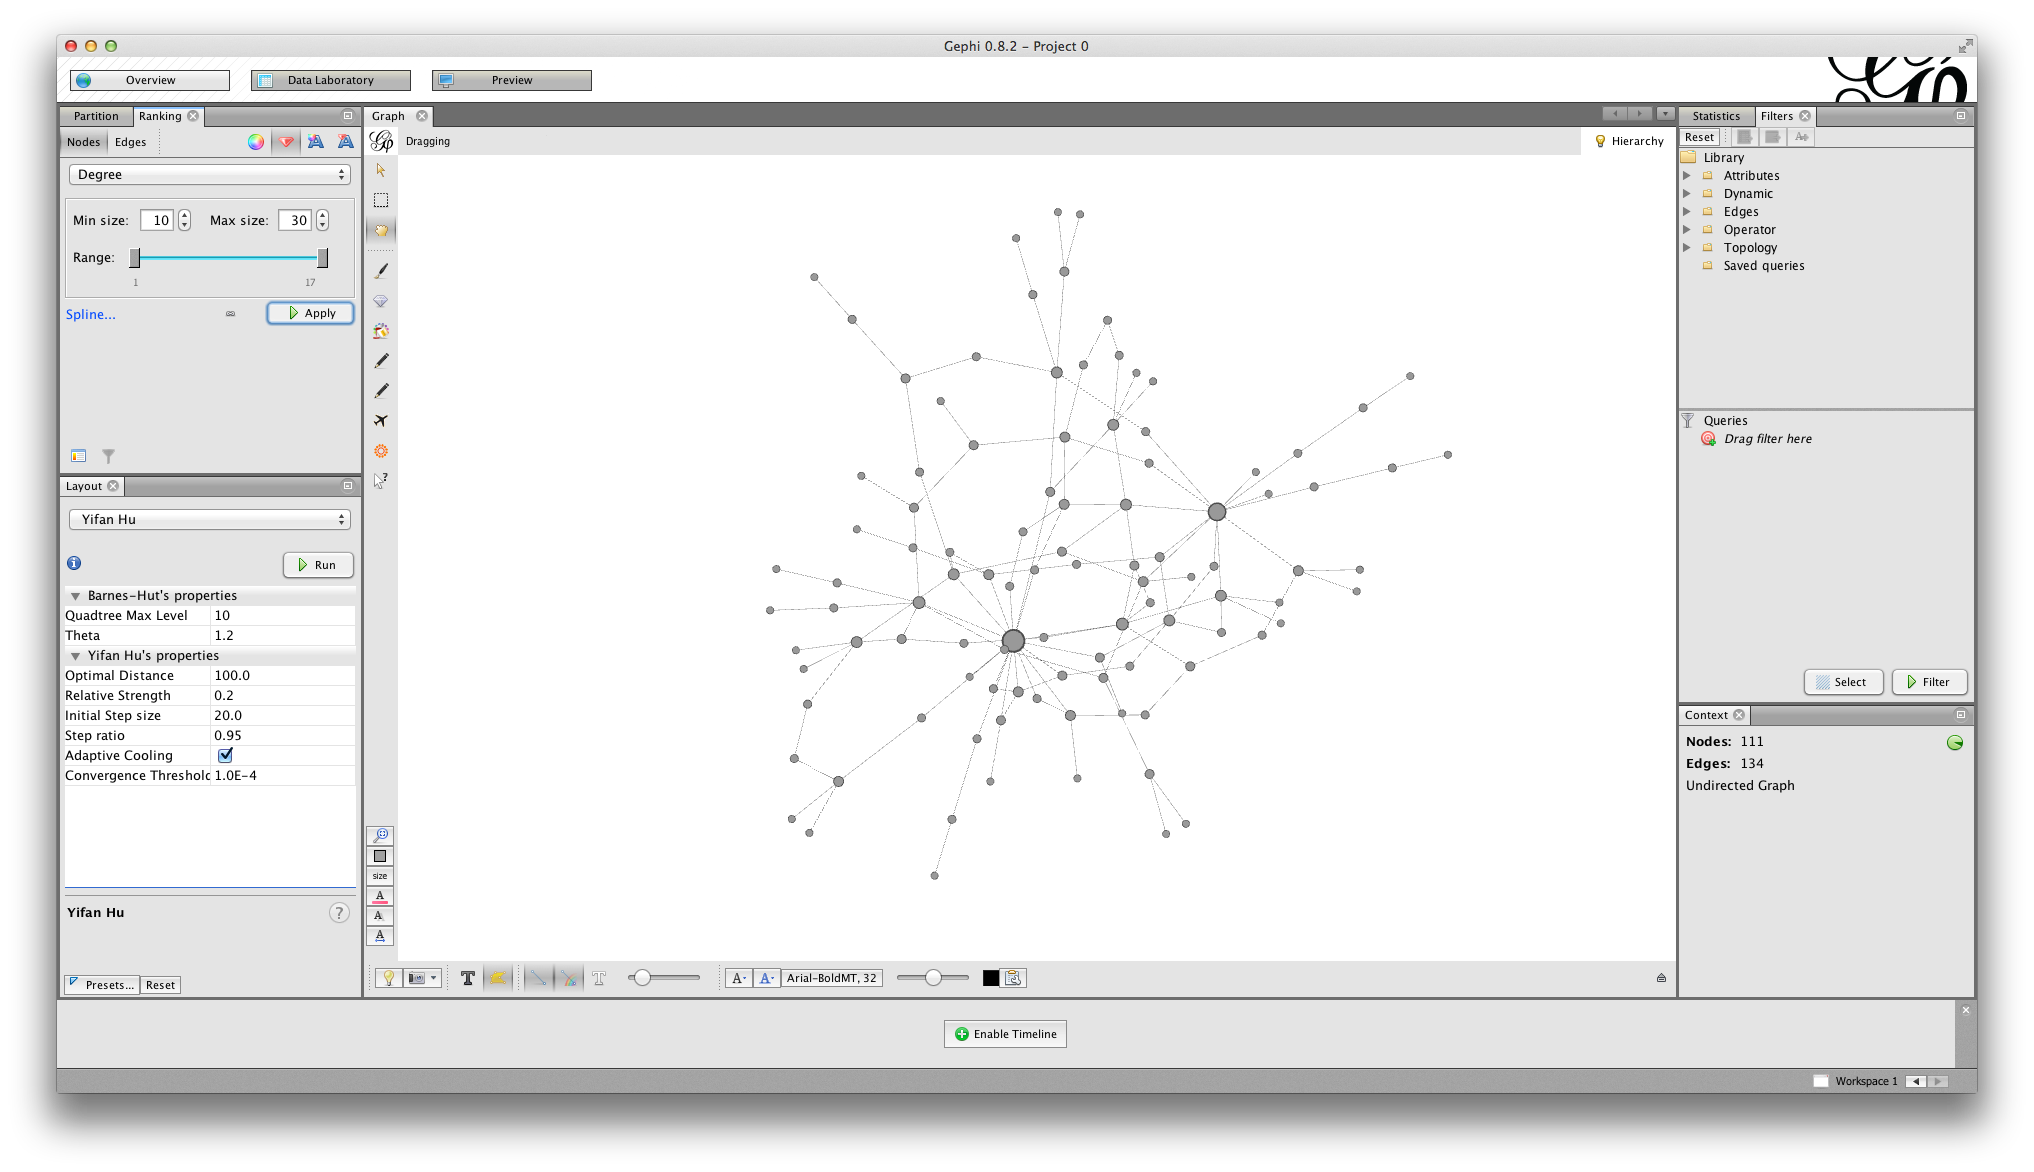 Gephi 0.8.2 – Project 0
Overview
Data Laboratory
Preview
Partition
Ranking
Nodes
Edges
Degree
Min size: 10
Max size: 30
Range:
1
17
Spline...
Apply
Layout
Yifan Hu
Run
Barnes-Hut's properties
Quadtree Max Level 10
Theta 1.2
Yifan Hu's properties
Optimal Distance 100.0
Relative Strength 0.2
Initial Step size 20.0
Step ratio 0.95
Adaptive Cooling
Convergence Threshold 1.0E-4
Yifan Hu
?
Presets...
Reset
Graph
Dragging
Hierarchy
size
A
A
A
T
T
A
A
Arial-BoldMT, 32
Statistics
Filters
Reset
Library
Attributes
Dynamic
Edges
Operator
Topology
Saved queries
Queries
Drag filter here
Select
Filter
Context
Nodes: 111
Edges: 134
Undirected Graph
Enable Timeline
Workspace 1